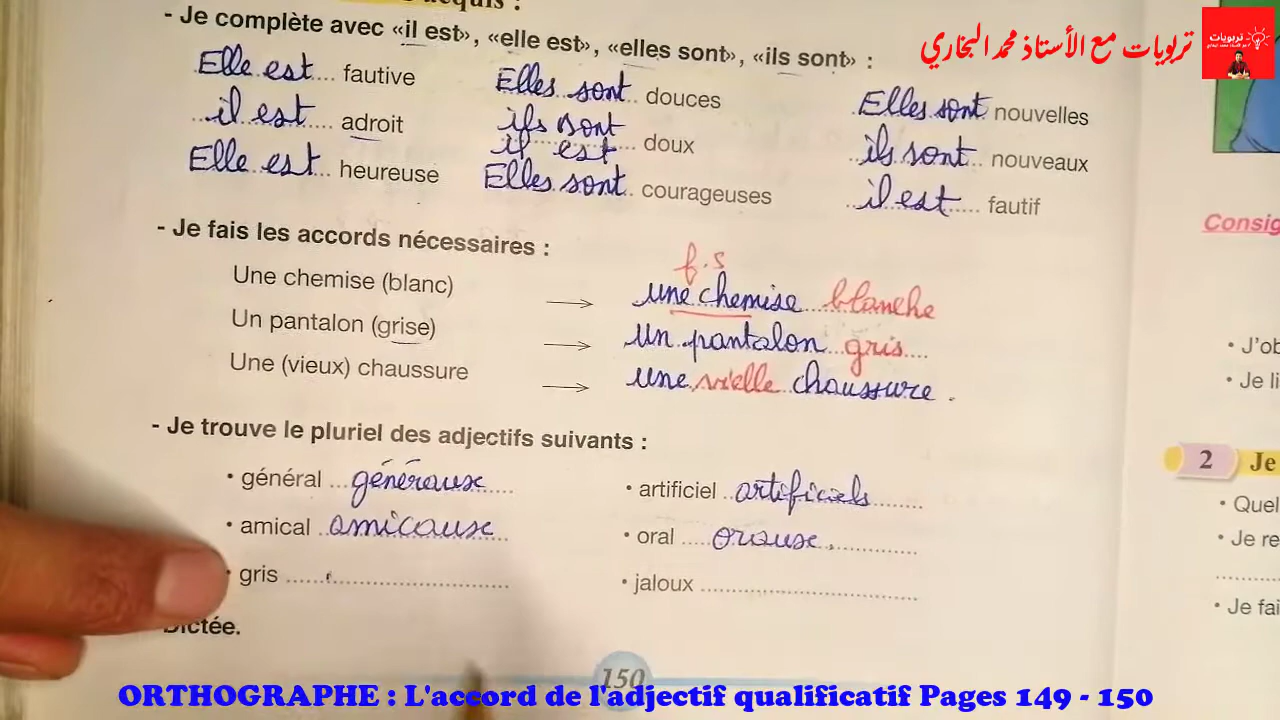 acquis :
- Je complète avec «il est», «elle est», «elles sont», «ils sont» :
تربويات مع الأستاذ محمد البخاري
تربويات
Elle est.... fautive
Elles sont.. douces
Elles sont nouvelles
il est ...... adroit
ils sont
il est ... doux
ils sont ... nouveaux
Elle est ... heureuse
Elles sont.. courageuses
il est ..... fautif
Consig
- Je fais les accords nécessaires :
f.s
Une chemise (blanc) → une chemise blanche
Un pantalon (grise) → un pantalon gris....
Une (vieux) chaussure → une vielle chaussure.
- Je trouve le pluriel des adjectifs suivants :
• général ... généraux
• artificiel .. artificiels
• amical .. amicaux
• oral ..... oraux
• gris ......
• jaloux ......
Dictée.
150
• J'ob
• Je li
2 Je
• Quel
• Je re
• Je fai
ORTHOGRAPHE : L'accord de l'adjectif qualificatif Pages 149 - 150